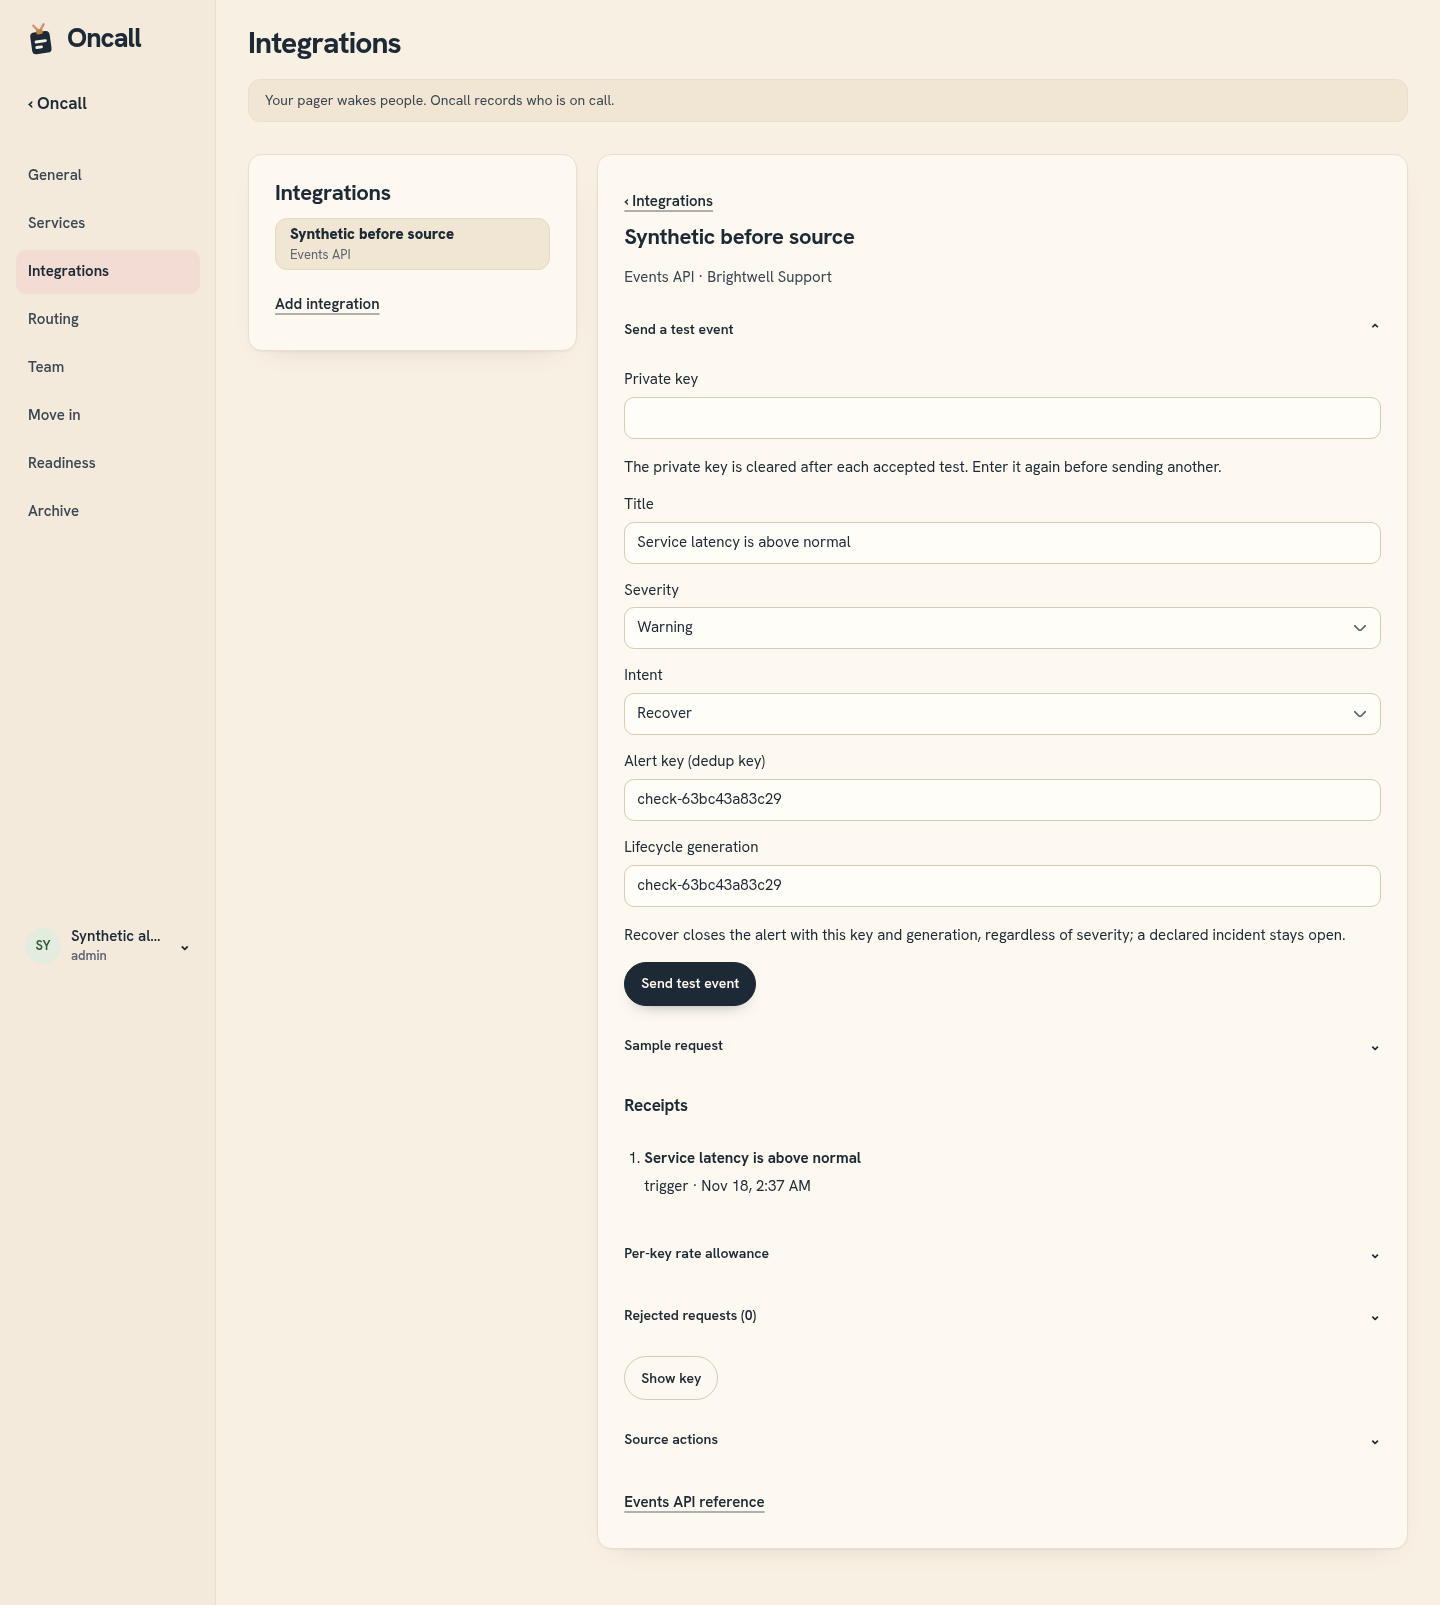 Oncall
‹ Oncall
General
Services
Integrations
Routing
Team
Move in
Readiness
Archive
SY
Synthetic al...
admin
Integrations
Your pager wakes people. Oncall records who is on call.
Integrations
Synthetic before source
Events API
Add integration
‹ Integrations
Synthetic before source
Events API · Brightwell Support
Send a test event
Private key
The private key is cleared after each accepted test. Enter it again before sending another.
Title
Service latency is above normal
Severity
Warning
Intent
Recover
Alert key (dedup key)
check-63bc43a83c29
Lifecycle generation
check-63bc43a83c29
Recover closes the alert with this key and generation, regardless of severity; a declared incident stays open.
Send test event
Sample request
Receipts
1. Service latency is above normal
trigger · Nov 18, 2:37 AM
Per-key rate allowance
Rejected requests (0)
Show key
Source actions
Events API reference